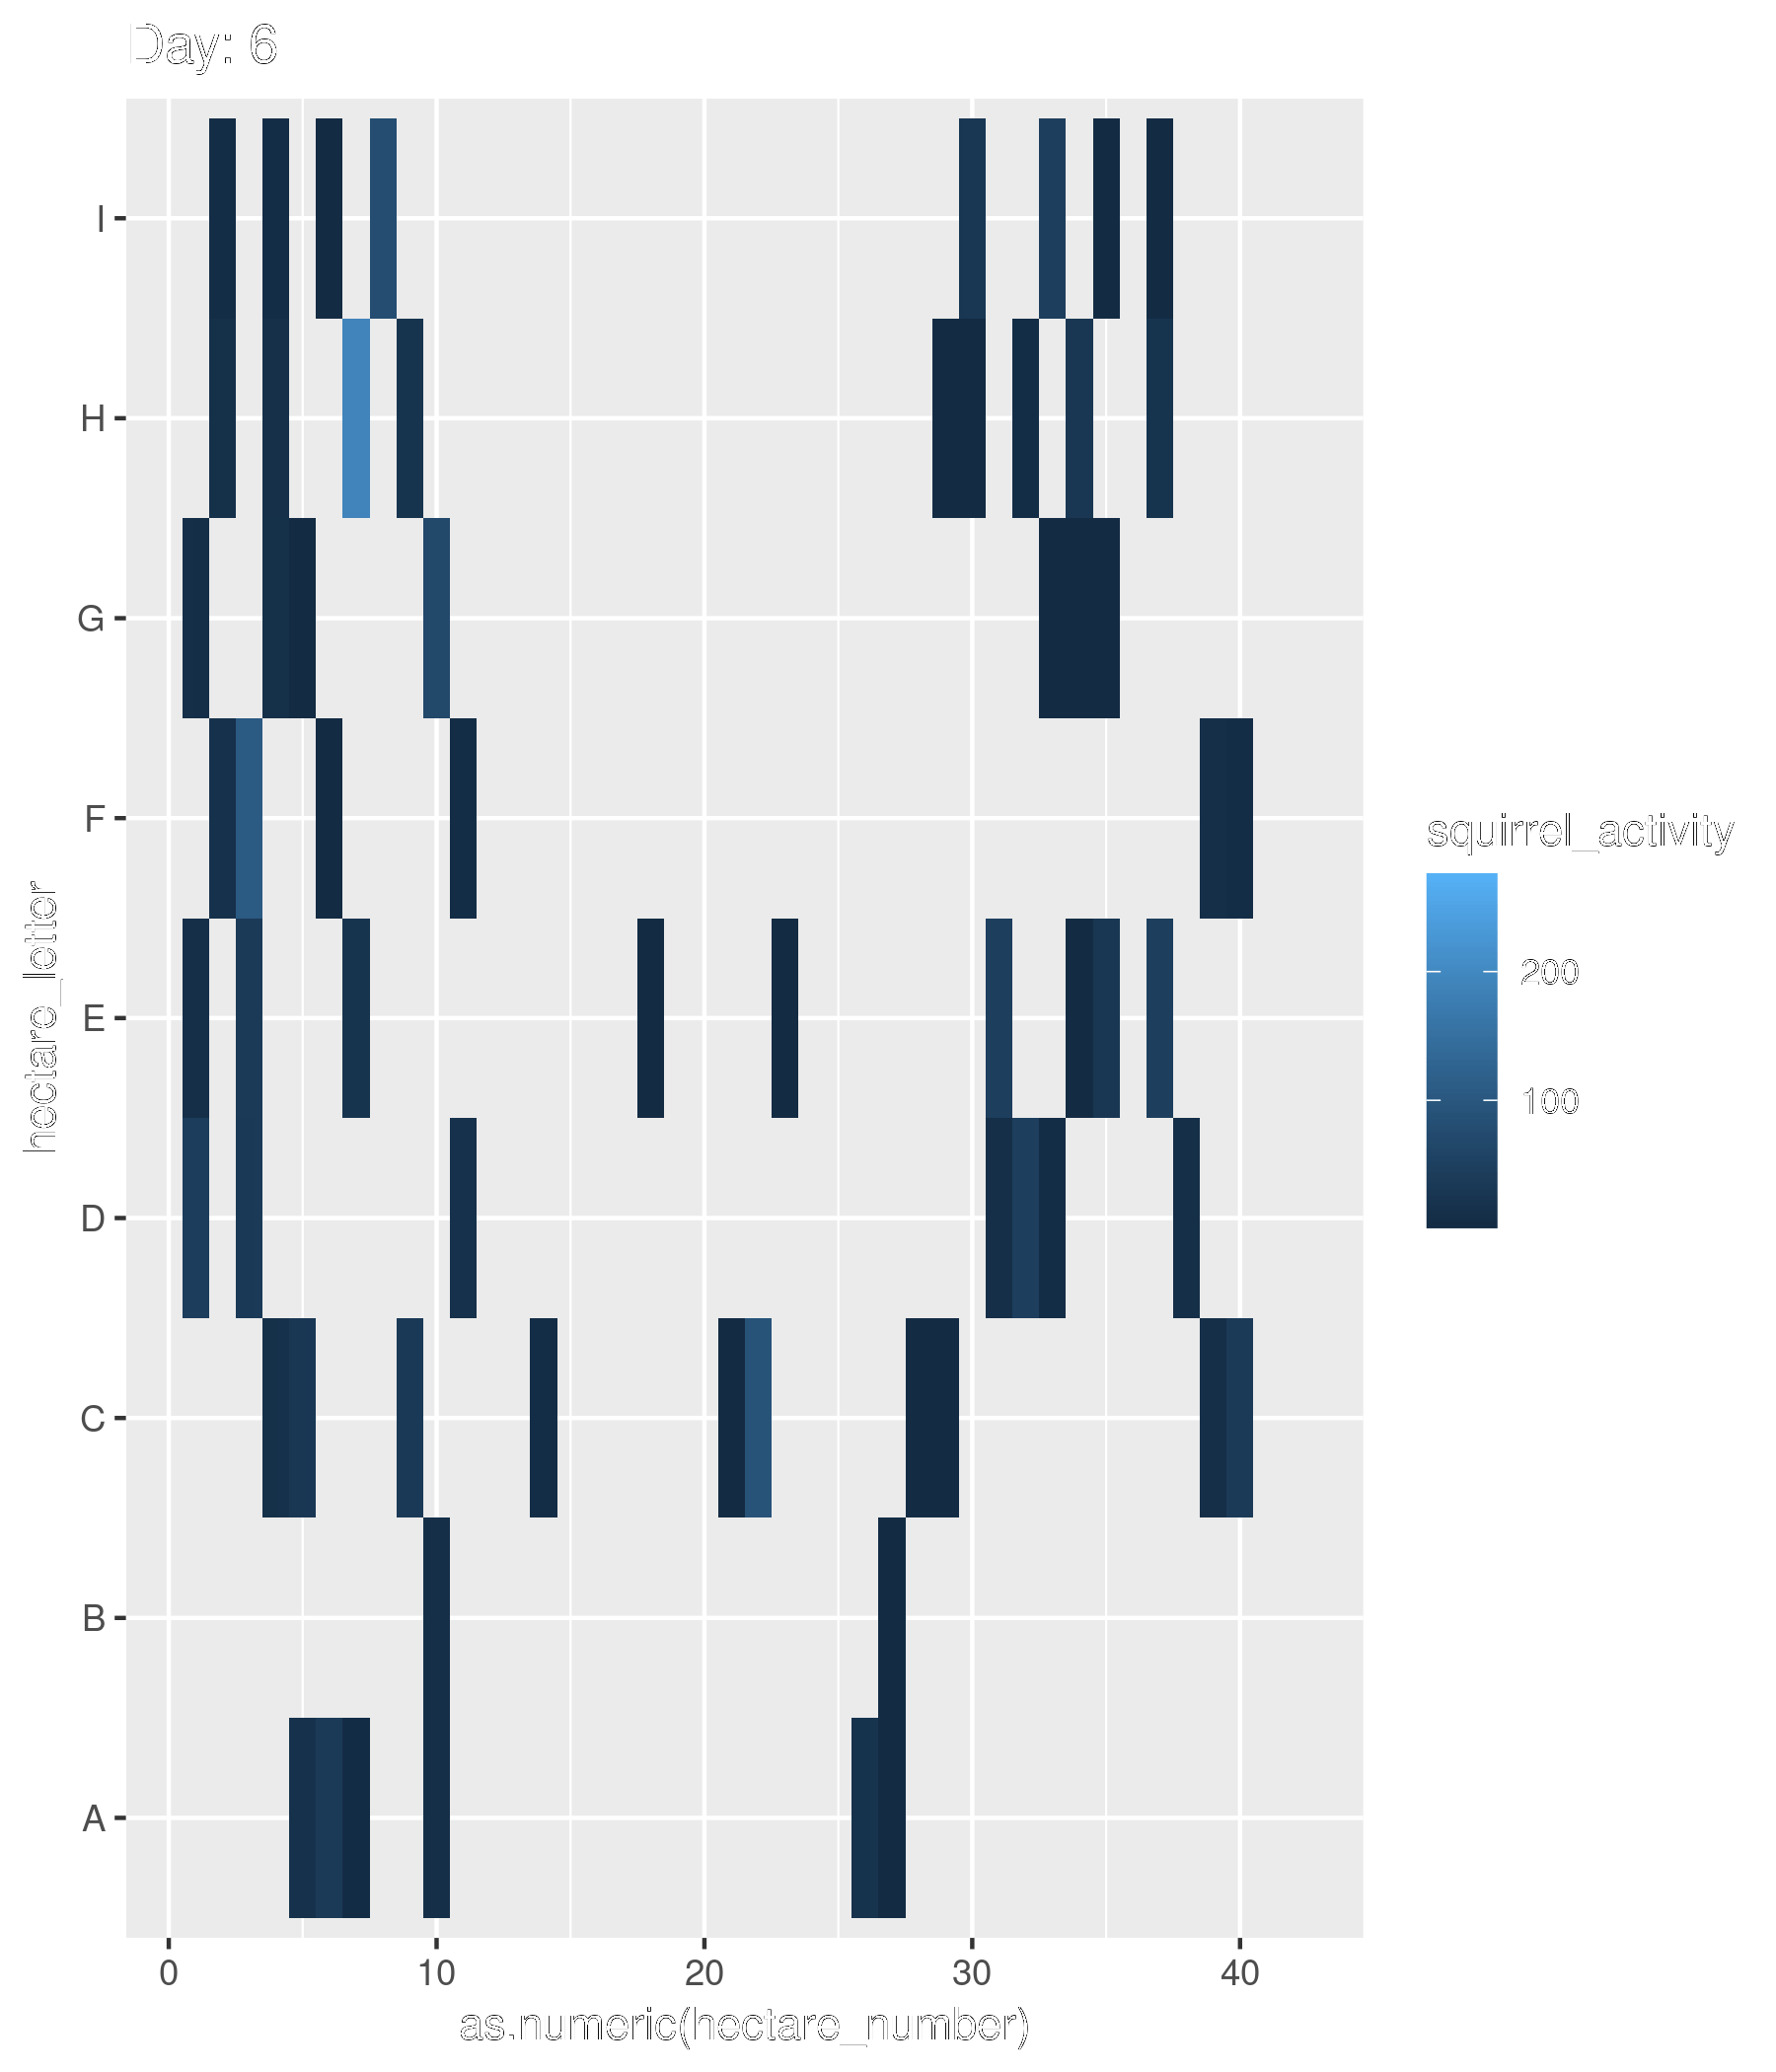 Day: 6
I
H
G
F
E
D
C
B
A
hectare_letter
0 10 20 30 40
as.numeric(hectare_number)
squirrel_activity
200
100